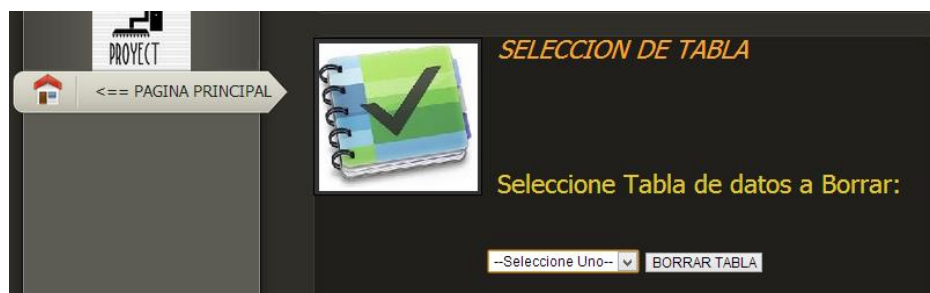 PROYECT
<== PAGINA PRINCIPAL
SELECCION DE TABLA
Seleccione Tabla de datos a Borrar:
--Seleccione Uno-- BORRAR TABLA